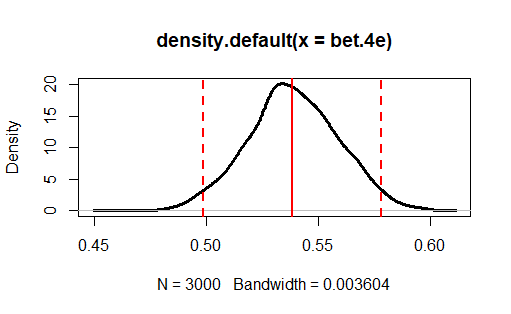 density.default(x = bet.4e)
Density
20
15
10
5
0
0.45 0.50 0.55 0.60
N = 3000 Bandwidth = 0.003604